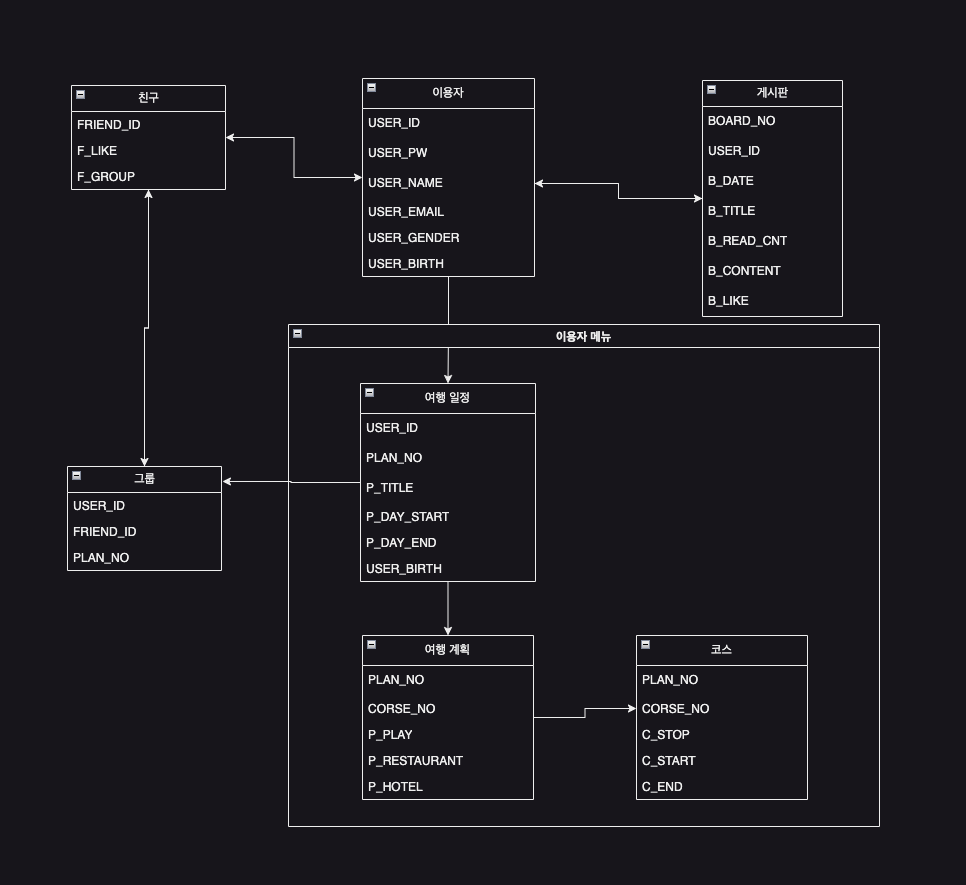 친구
FRIEND_ID
F_LIKE
F_GROUP
이용자
USER_ID
USER_PW
USER_NAME
USER_EMAIL
USER_GENDER
USER_BIRTH
게시판
BOARD_NO
USER_ID
B_DATE
B_TITLE
B_READ_CNT
B_CONTENT
B_LIKE
이용자 메뉴
여행 일정
USER_ID
PLAN_NO
P_TITLE
P_DAY_START
P_DAY_END
USER_BIRTH
그룹
USER_ID
FRIEND_ID
PLAN_NO
여행 계획
PLAN_NO
CORSE_NO
P_PLAY
P_RESTAURANT
P_HOTEL
코스
PLAN_NO
CORSE_NO
C_STOP
C_START
C_END